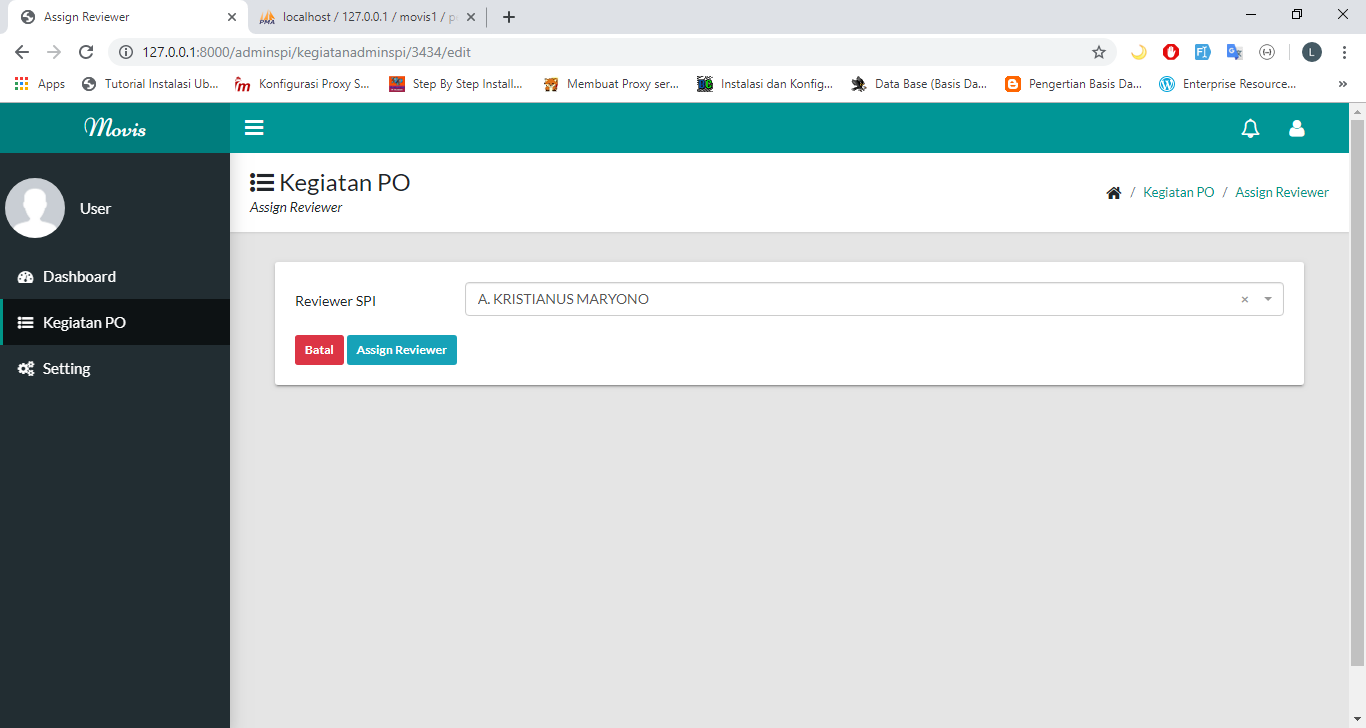 Assign Reviewer
localhost / 127.0.0.1 / movis1 / p
127.0.0.1:8000/adminspi/kegiatanadminspi/3434/edit
L
Apps
Tutorial Instalasi Ub...
Konfigurasi Proxy S...
Step By Step Install...
Membuat Proxy ser...
Instalasi dan Konfig...
Data Base (Basis Da...
Pengertian Basis Da...
Enterprise Resource...
Movis
User
Dashboard
Kegiatan PO
Setting
Kegiatan PO
Assign Reviewer
/ Kegiatan PO / Assign Reviewer
Reviewer SPI
A. KRISTIANUS MARYONO
Batal
Assign Reviewer